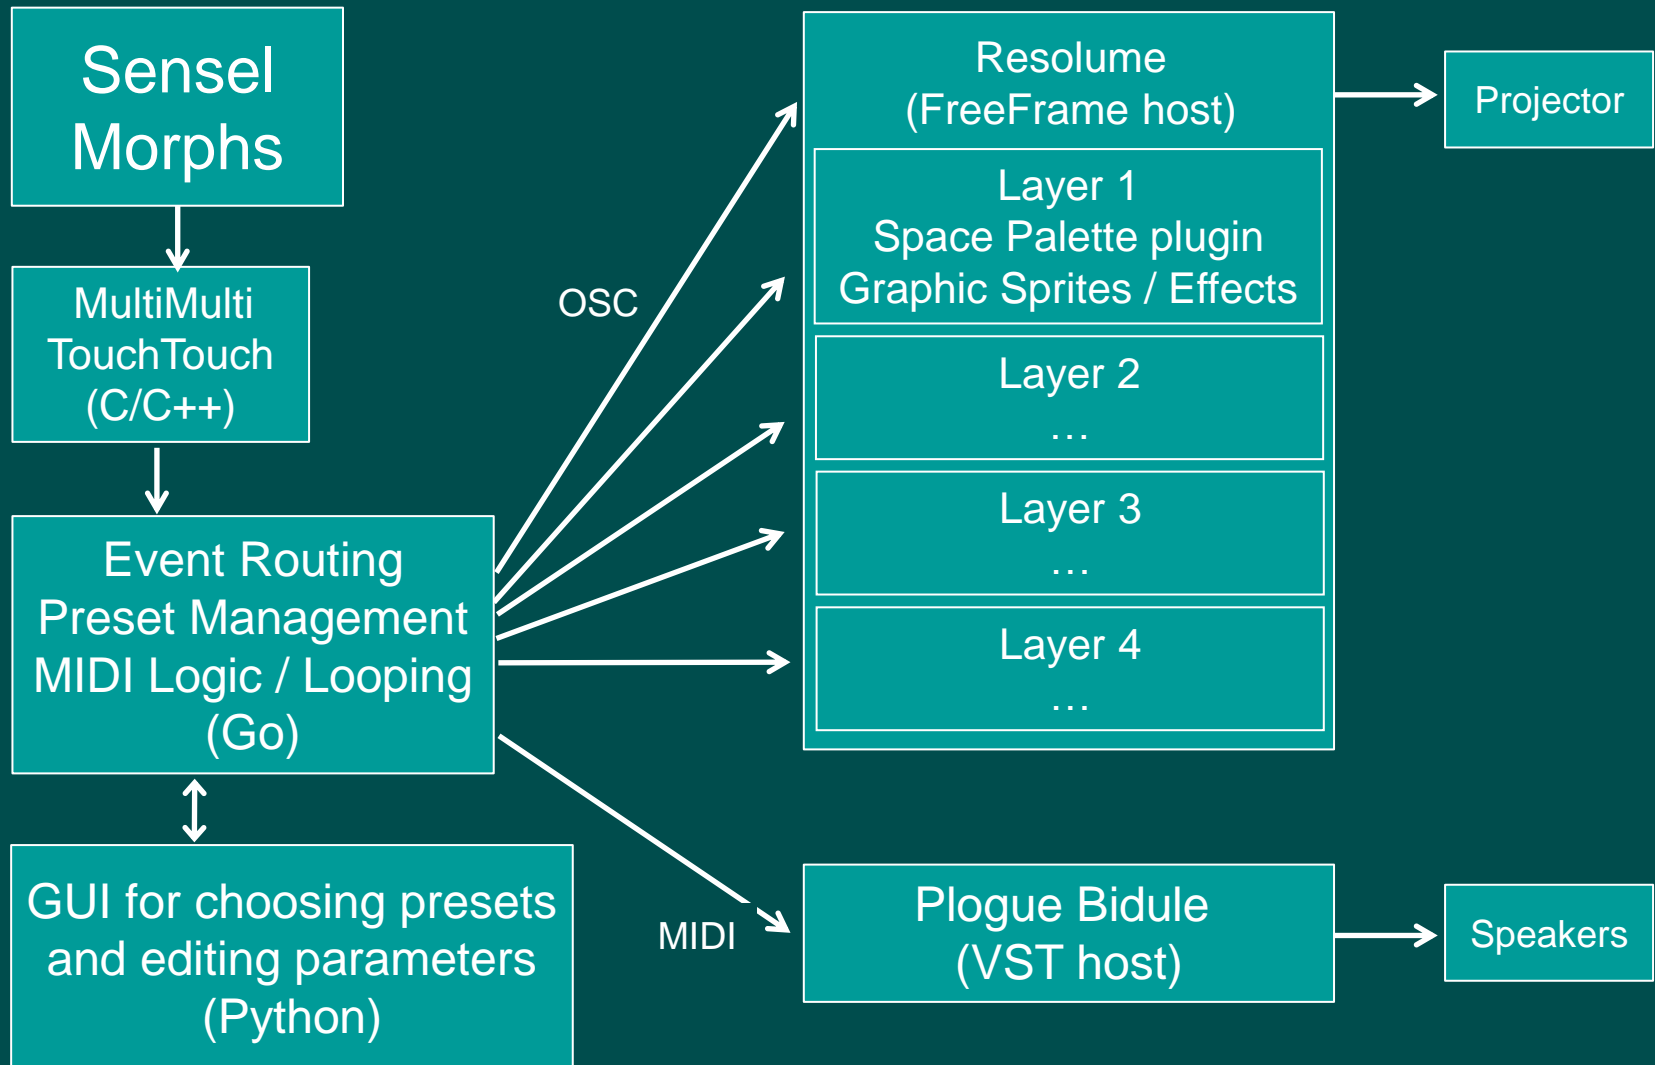 Sensel
Morphs
MultiMulti
TouchTouch
(C/C++)
Event Routing
Preset Management
MIDI Logic / Looping
(Go)
GUI for choosing presets
and editing parameters
(Python)
OSC
MIDI
Resolume
(FreeFrame host)
Layer 1
Space Palette plugin
Graphic Sprites / Effects
Layer 2
…
Layer 3
…
Layer 4
…
Plogue Bidule
(VST host)
Projector
Speakers